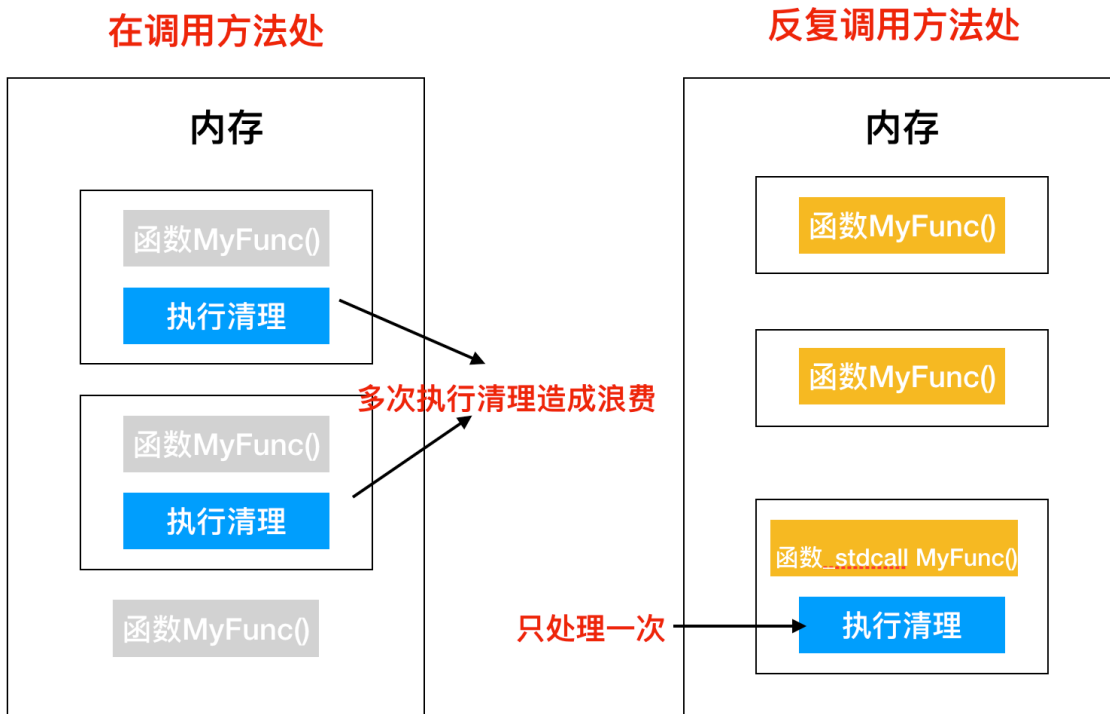 在调用方法处
内存
函数MyFunc()
执行清理
函数MyFunc()
执行清理
函数MyFunc()
多次执行清理造成浪费
反复调用方法处
内存
函数MyFunc()
函数MyFunc()
函数_stdcall MyFunc()
只处理一次
执行清理